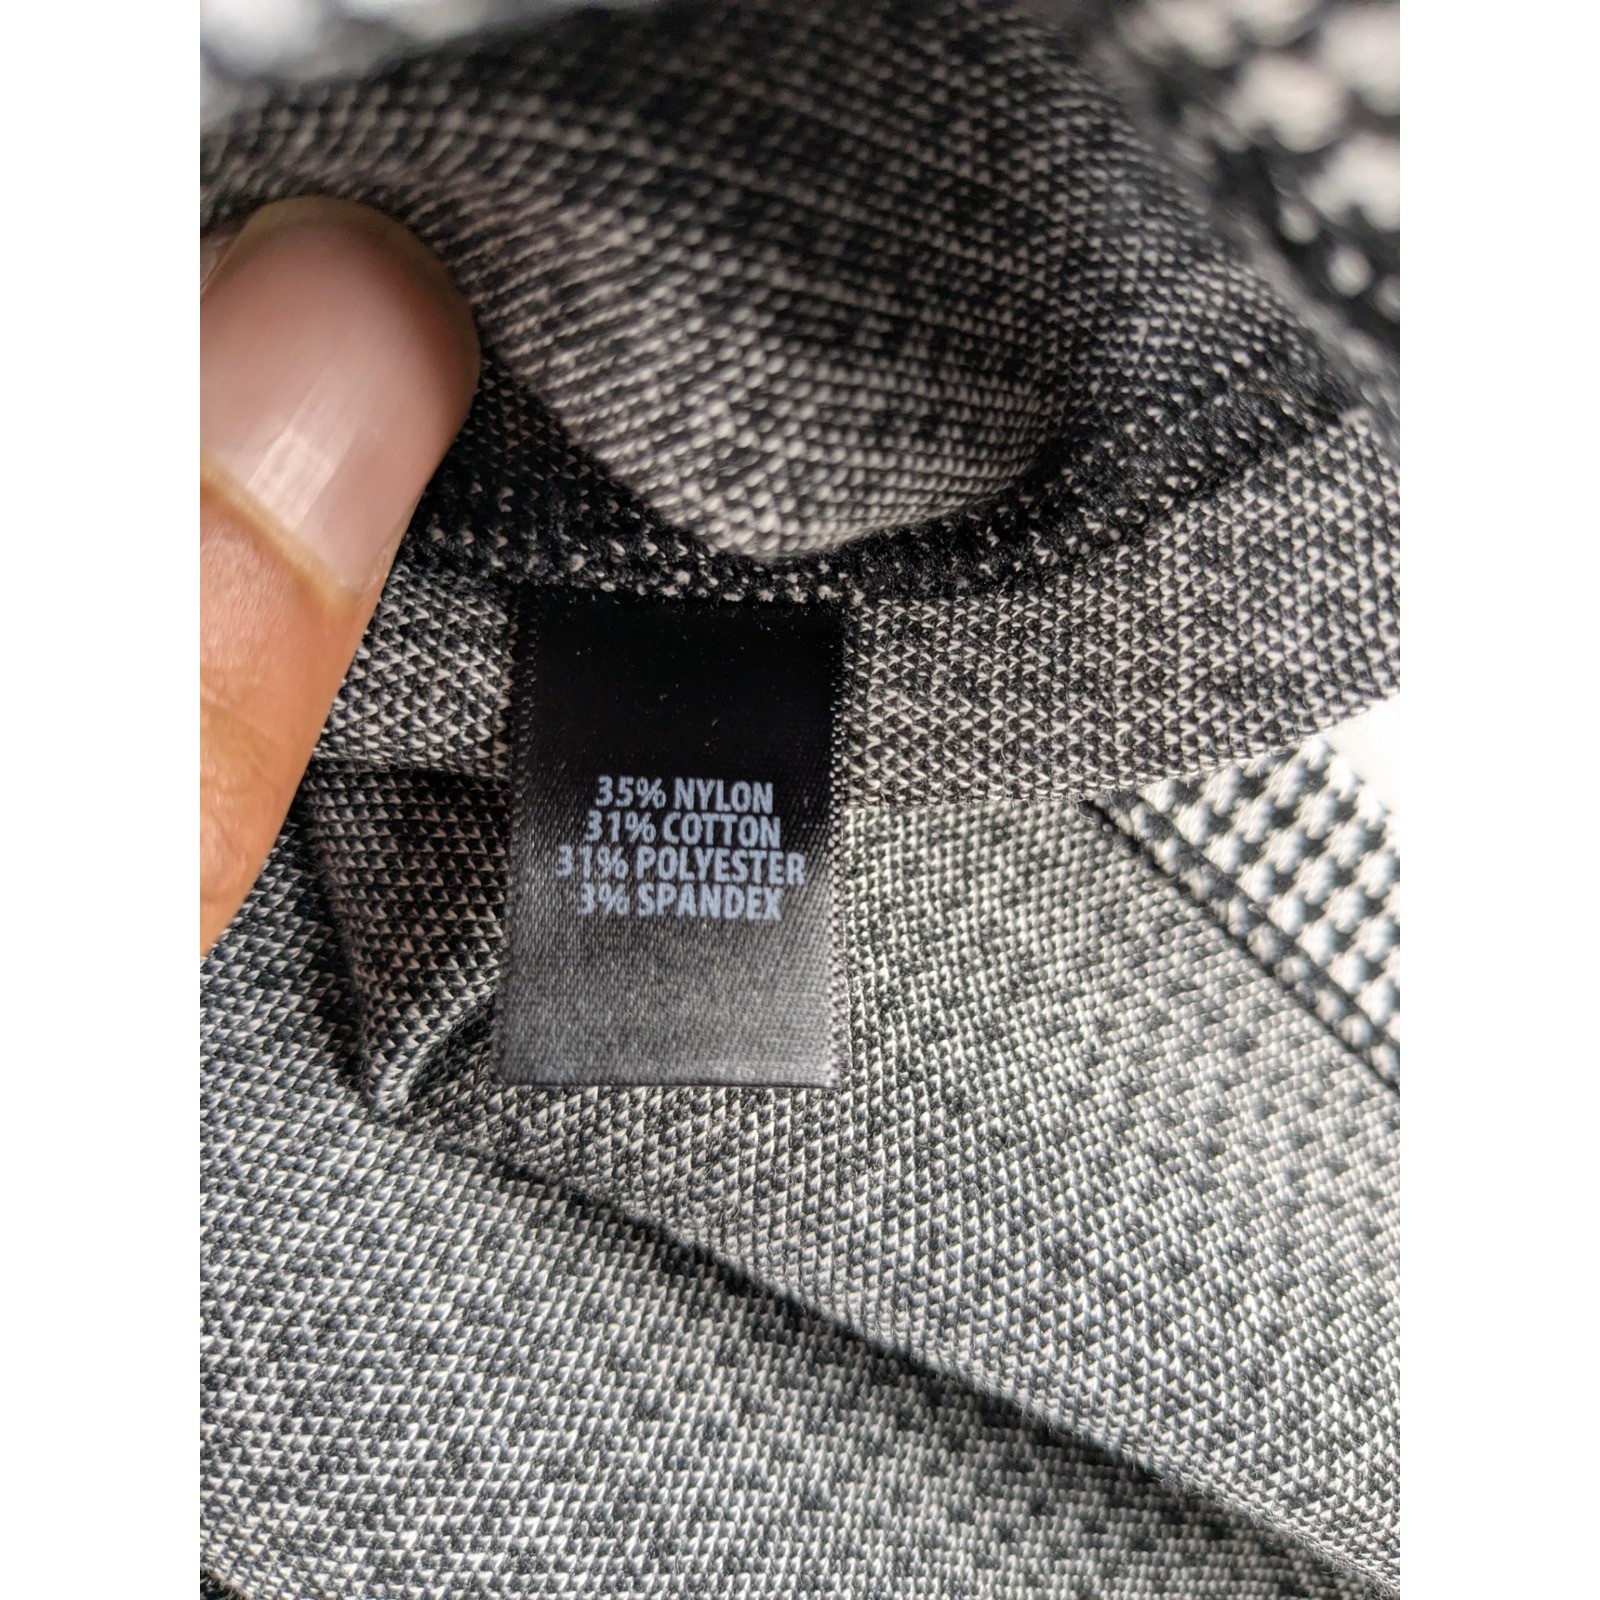 35% NYLON
31% COTTON
31% POLYESTER
3% SPANDEX